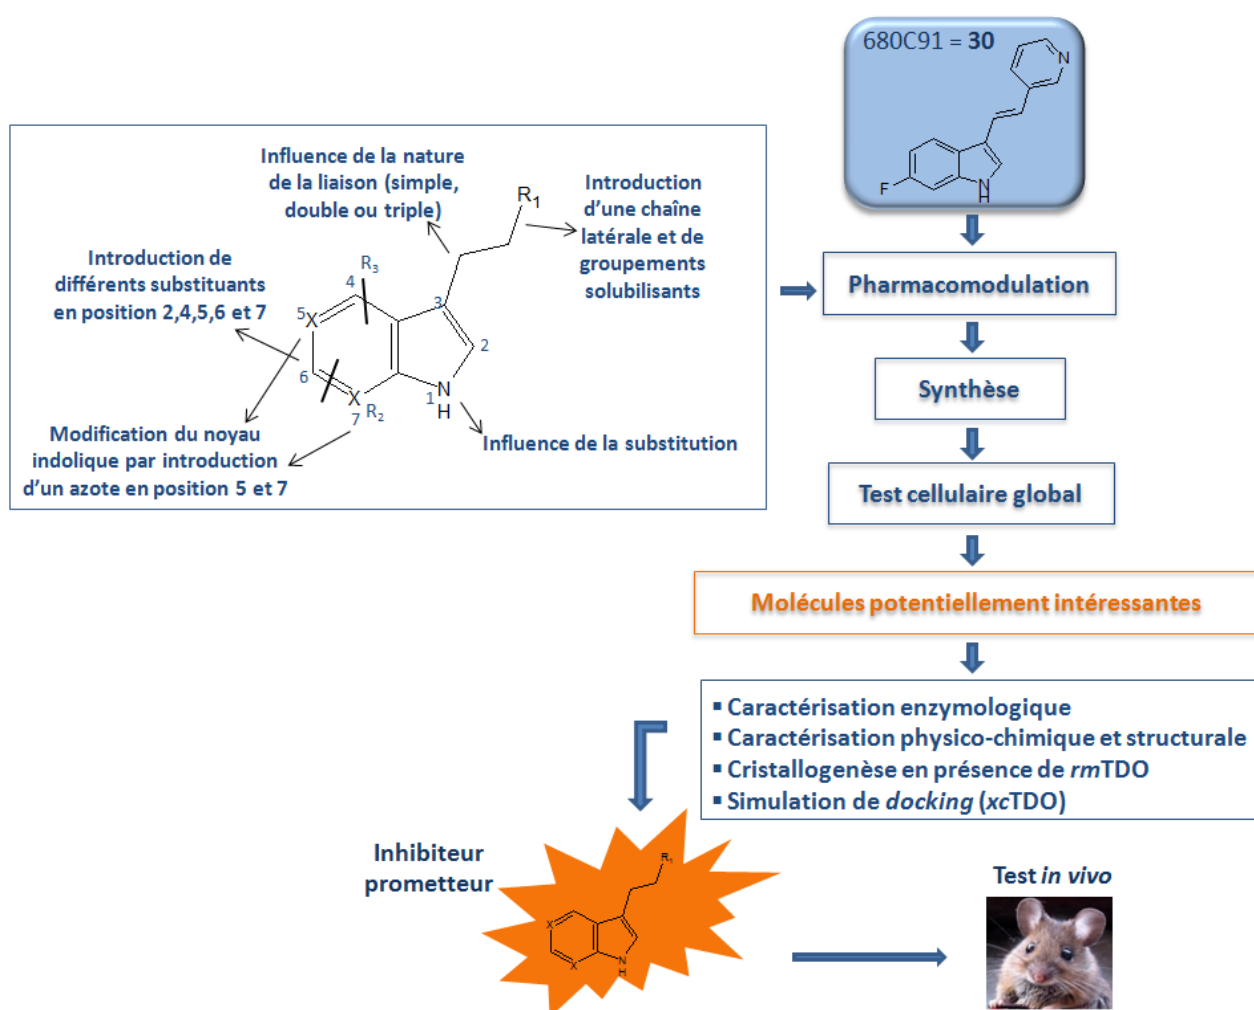 680C91 = 30
N
F
N
H
Influence de la nature
de la liaison (simple,
double ou triple)
Introduction
d’une chaîne
latérale et de
groupements
solubilisants
R1
Introduction de
différents substituants
en position 2,4,5,6 et 7
R3
4
5
X
3
2
6
X
7
R2
1
N
H
Modification du noyau
indolique par introduction
d’un azote en position 5 et 7
Influence de la substitution
Pharmacomodulation
Synthèse
Test cellulaire global
Molécules potentiellement intéressantes
▪ Caractérisation enzymologique
▪ Caractérisation physico-chimique et structurale
▪ Cristallogenèse en présence de rmTDO
▪ Simulation de docking (xcTDO)
Inhibiteur
prometteur
R1
X
X
N
H
Test in vivo